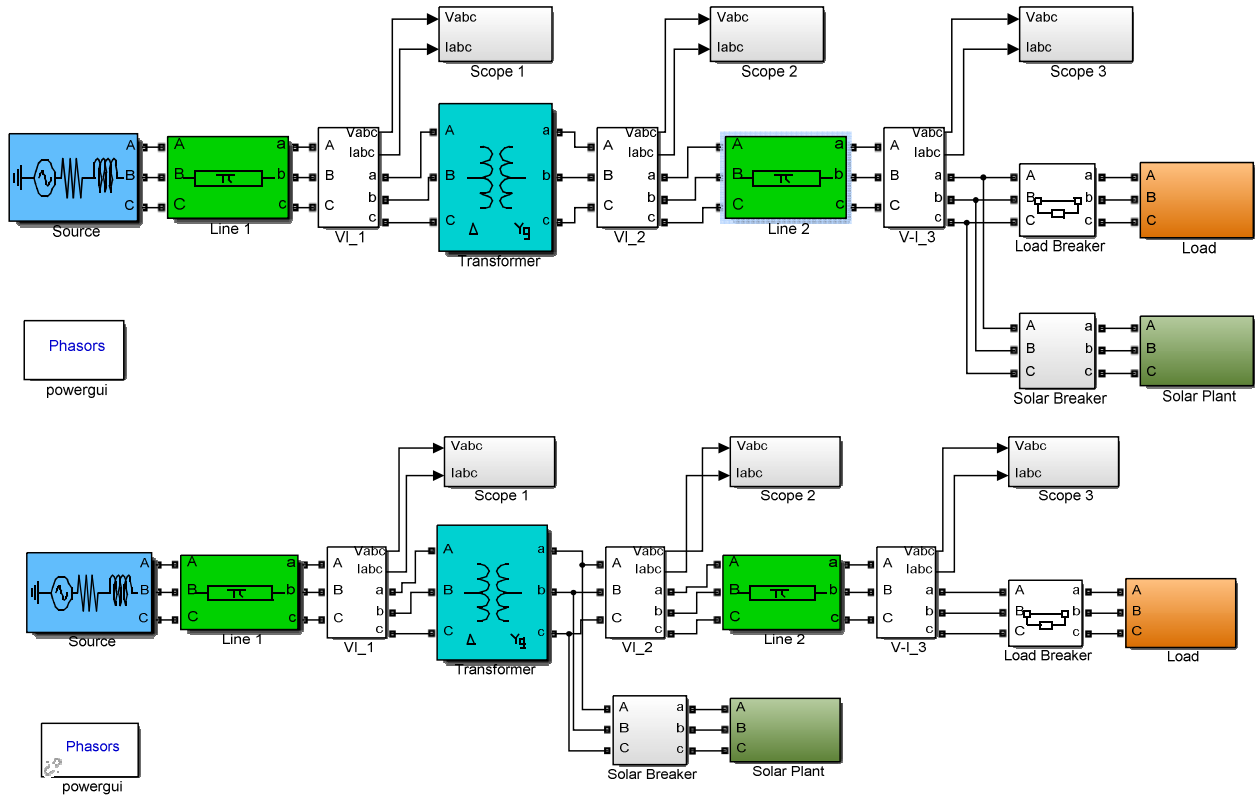 Vabc
Iabc
Scope 1
Vabc
Iabc
Scope 2
Vabc
Iabc
Scope 3
A
B
C
Source
A
B
C
a
b
c
Line 1
A
B
C
Vabc
Iabc
a
b
c
VI_1
A
B
C
a
b
c
Δ
Yg
Transformer
A
B
C
Vabc
Iabc
a
b
c
VI_2
A
B
C
a
b
c
Line 2
A
B
C
Vabc
Iabc
a
b
c
V-I_3
A
B
C
a
b
c
Load Breaker
A
B
C
Load
Phasors
powergui
A
B
C
a
b
c
Solar Breaker
A
B
C
Solar Plant
Vabc
Iabc
Scope 1
Vabc
Iabc
Scope 2
Vabc
Iabc
Scope 3
A
B
C
Source
A
B
C
a
b
c
Line 1
A
B
C
Vabc
Iabc
a
b
c
VI_1
A
B
C
a
b
c
Δ
Yg
Transformer
A
B
C
Vabc
Iabc
a
b
c
VI_2
A
B
C
a
b
c
Line 2
A
B
C
Vabc
Iabc
a
b
c
V-I_3
A
B
C
a
b
c
Load Breaker
A
B
C
Load
Phasors
powergui
A
B
C
a
b
c
Solar Breaker
A
B
C
Solar Plant